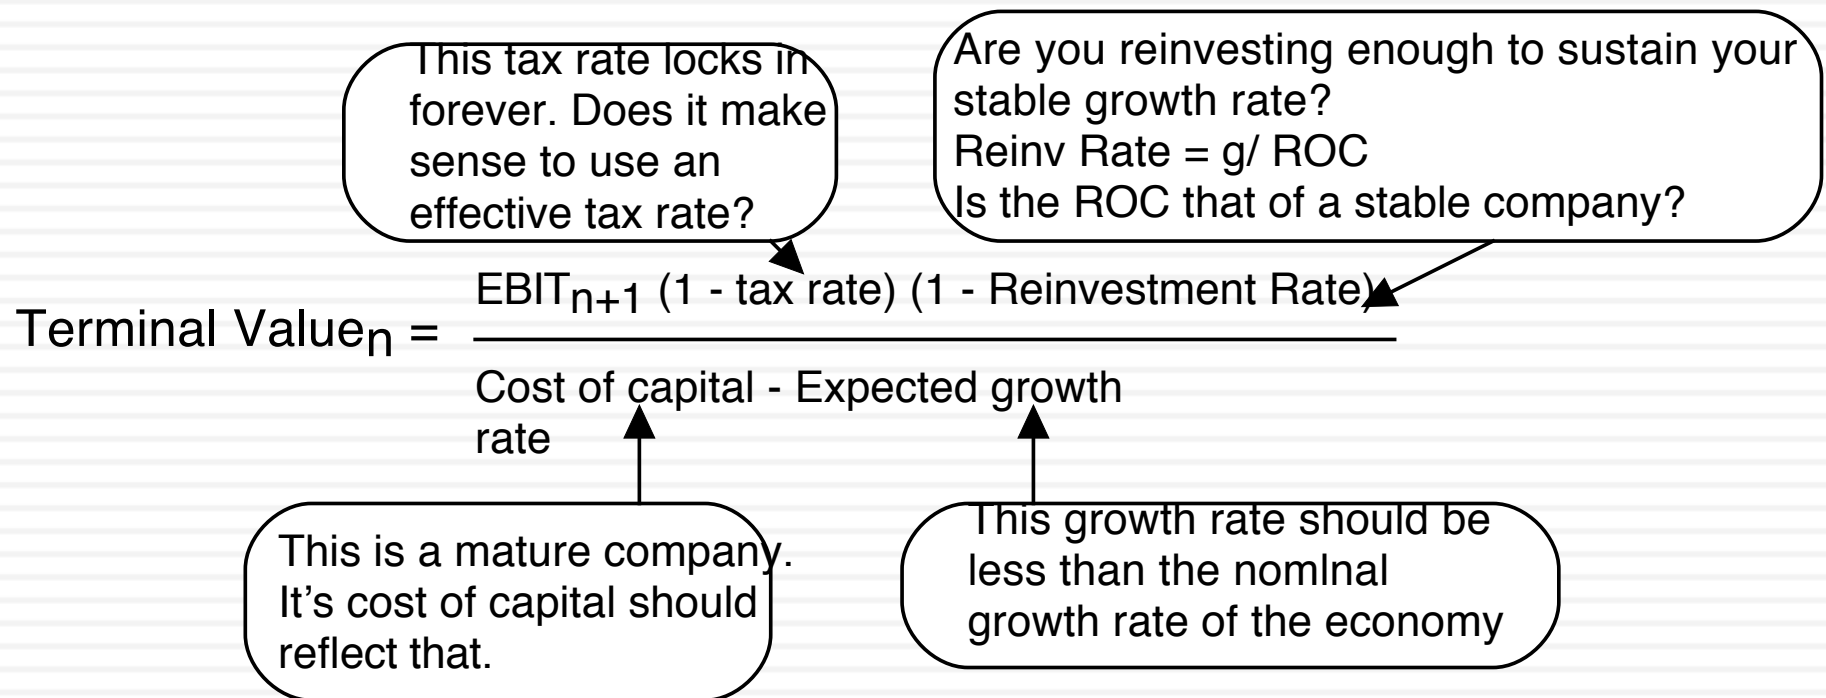 This tax rate locks in
forever. Does it make
sense to use an
effective tax rate?
Are you reinvesting enough to sustain your
stable growth rate?
Reinv Rate = g/ ROC
Is the ROC that of a stable company?
EBITn+1 (1 - tax rate) (1 - Reinvestment Rate)
Terminal Valuen =
Cost of capital - Expected growth
rate
This is a mature company.
It’s cost of capital should
reflect that.
This growth rate should be
less than the nomInal
growth rate of the economy